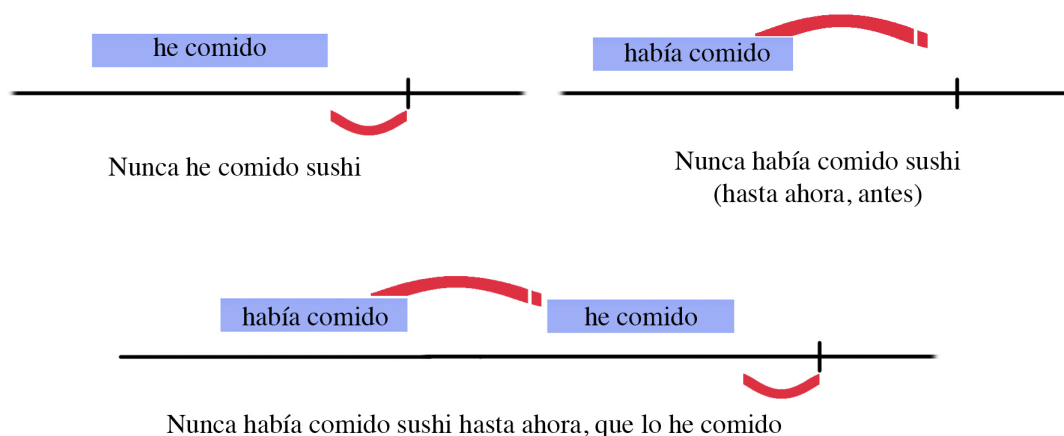 he comido
Nunca he comido sushi
había comido
Nunca había comido sushi
(hasta ahora, antes)
había comido
he comido
Nunca había comido sushi hasta ahora, que lo he comido